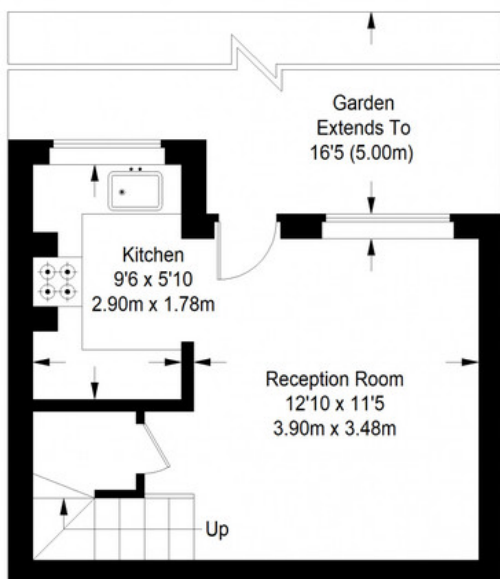 Garden
Extends To
16'5 (5.00m)
Kitchen
9'6 x 5'10
2.90m x 1.78m
Reception Room
12'10 x 11'5
3.90m x 3.48m
Up